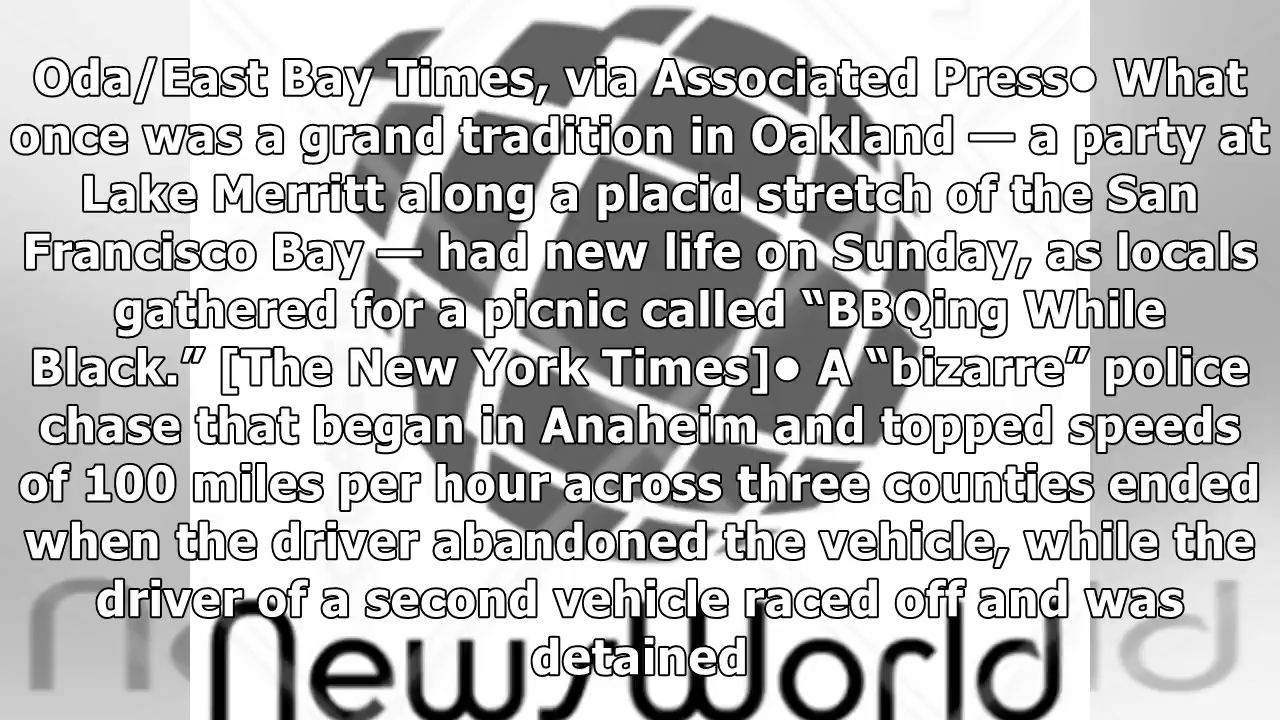 Oda/East Bay Times, via Associated Press● What
once was a grand tradition in Oakland — a party at
Lake Merritt along a placid stretch of the San
Francisco Bay — had new life on Sunday, as locals
gathered for a picnic called “BBQing While
Black.” [The New York Times]● A “bizarre” police
chase that began in Anaheim and topped speeds
of 100 miles per hour across three counties ended
when the driver abandoned the vehicle, while the
driver of a second vehicle raced off and was
detained
NewsWorld